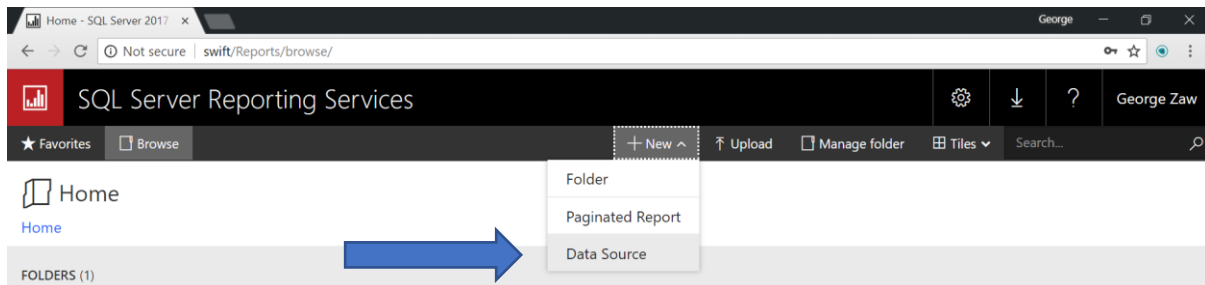 Home - SQL Server 2017
George
Not secure | swift/Reports/browse/
SQL Server Reporting Services
George Zaw
Favorites Browse New Upload Manage folder Tiles Search...
Folder
Home
Paginated Report
Home
Data Source
FOLDERS (1)